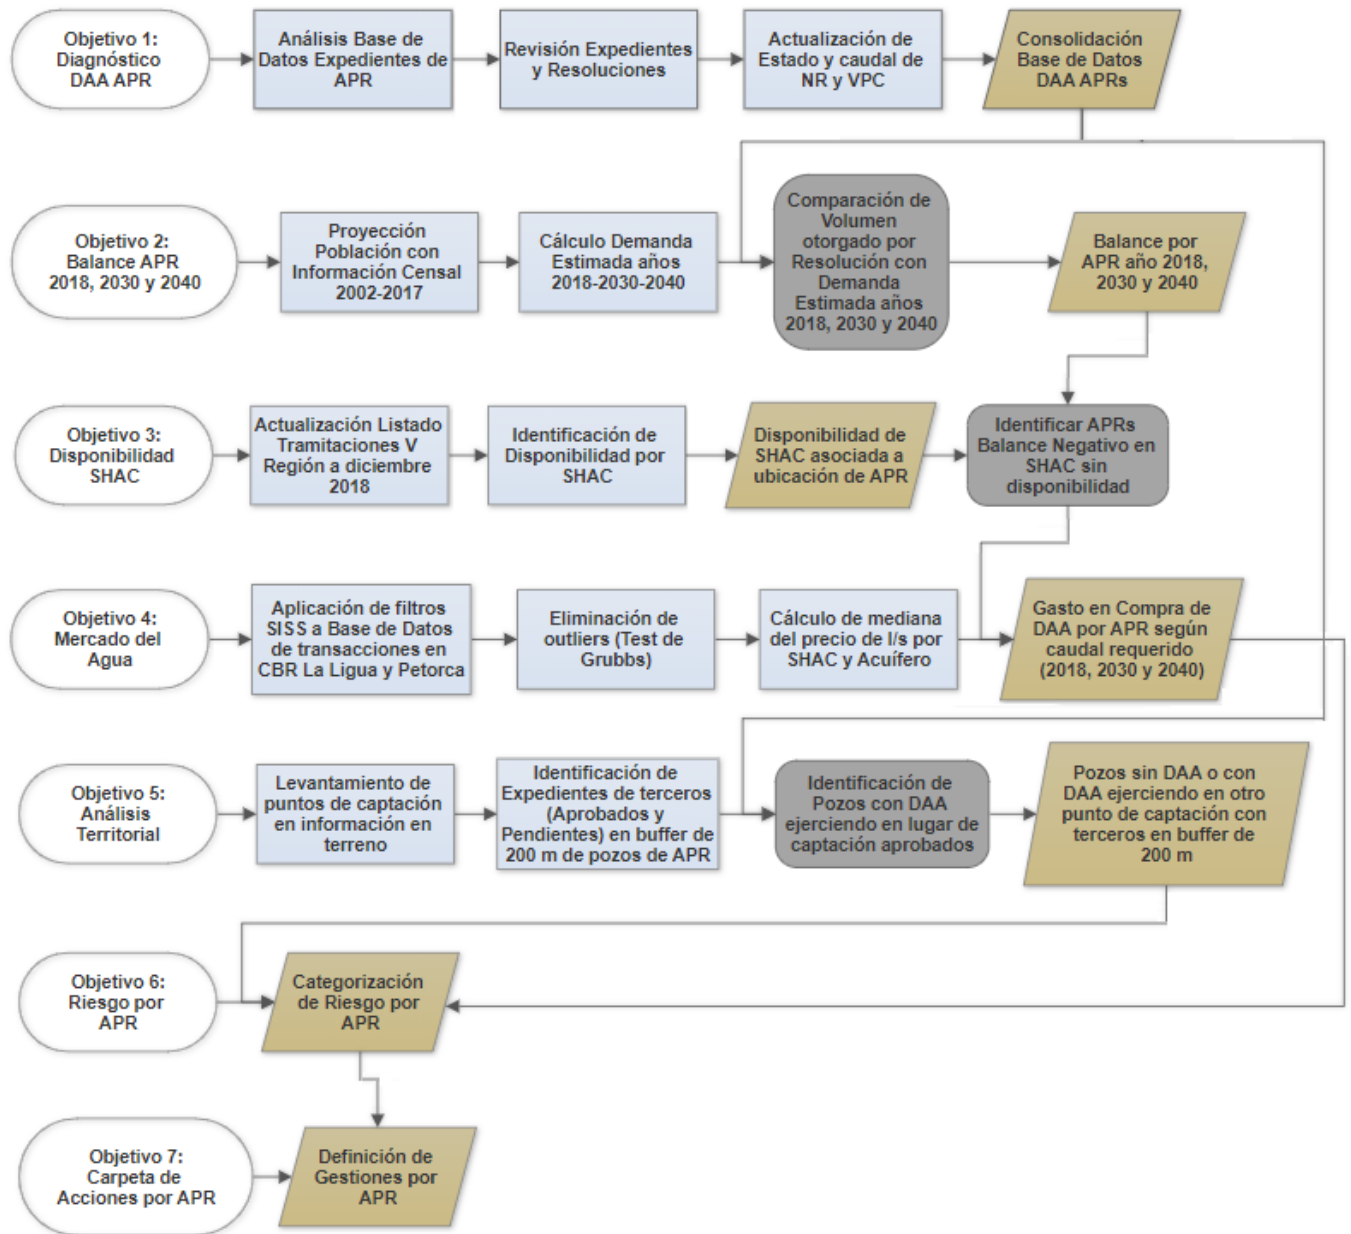 Objetivo 1:
Diagnóstico
DAA APR
Análisis Base de
Datos Expedientes de
APR
Revisión Expedientes
y Resoluciones
Actualización de
Estado y caudal de
NR y VPC
Consolidación
Base de Datos
DAA APRs
Objetivo 2:
Balance APR
2018, 2030 y 2040
Proyección
Población con
Información Censal
2002-2017
Cálculo Demanda
Estimada años
2018-2030-2040
Comparación de
Volumen
otorgado por
Resolución con
Demanda
Estimada años
2018, 2030 y 2040
Balance por
APR año 2018,
2030 y 2040
Objetivo 3:
Disponibilidad
SHAC
Actualización Listado
Tramitaciones V
Región a diciembre
2018
Identificación de
Disponibilidad por
SHAC
Disponibilidad de
SHAC asociada a
ubicación de APR
Identificar APRs
Balance Negativo en
SHAC sin
disponibilidad
Objetivo 4:
Mercado del
Agua
Aplicación de filtros
SISS a Base de Datos
de transacciones en
CBR La Ligua y Petorca
Eliminación de
outliers (Test de
Grubbs)
Cálculo de mediana
del precio de l/s por
SHAC y Acuífero
Gasto en Compra de
DAA por APR según
caudal requerido
(2018, 2030 y 2040)
Objetivo 5:
Análisis
Territorial
Levantamiento de
puntos de captación
en información en
terreno
Identificación de
Expedientes de terceros
(Aprobados y
Pendientes) en buffer de
200 m de pozos de APR
Identificación de
Pozos con DAA
ejerciendo en lugar de
captación aprobados
Pozos sin DAA o con
DAA ejerciendo en otro
punto de captación con
terceros en buffer de
200 m
Objetivo 6:
Riesgo por
APR
Categorización
de Riesgo por
APR
Objetivo 7:
Carpeta de
Acciones por APR
Definición de
Gestiones por
APR